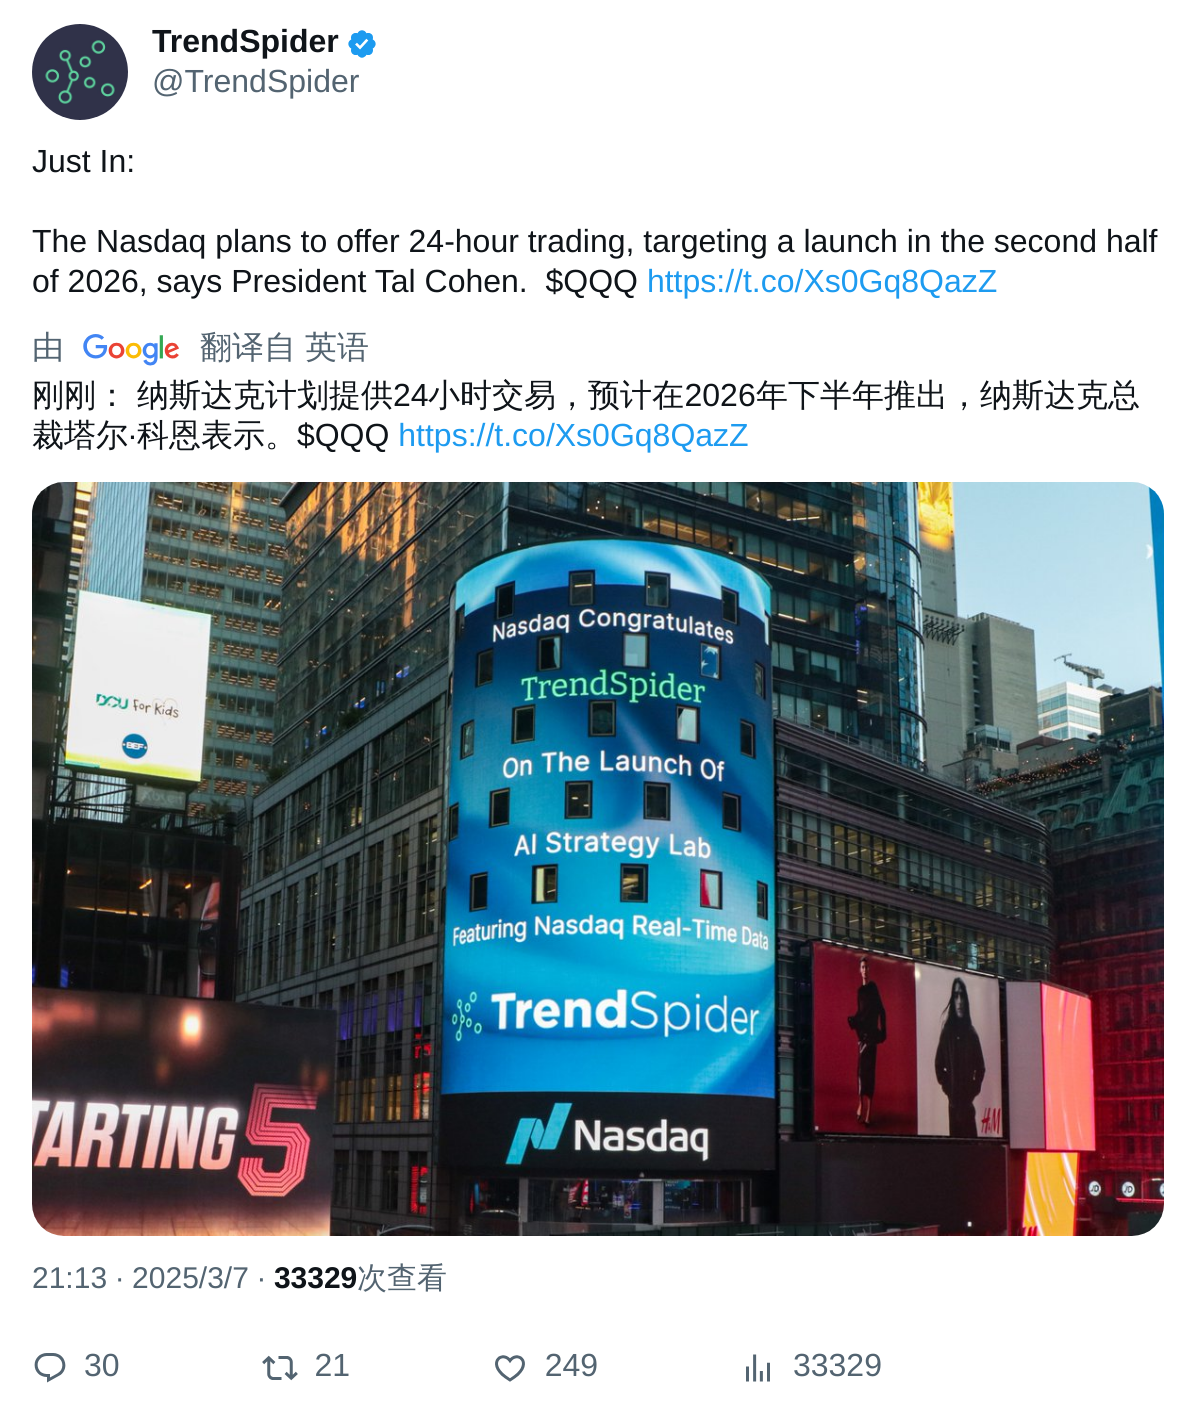 TrendSpider
@TrendSpider
Just In:
The Nasdaq plans to offer 24-hour trading, targeting a launch in the second half
of 2026, says President Tal Cohen.  $QQQ https://t.co/Xs0Gq8QazZ
由 Google 翻译自 英语
刚刚： 纳斯达克计划提供24小时交易，预计在2026年下半年推出，纳斯达克总
裁塔尔·科恩表示。$QQQ https://t.co/Xs0Gq8QazZ
Nasdaq Congratulates
TrendSpider
On The Launch Of
AI Strategy Lab
Featuring Nasdaq Real-Time Data
TrendSpider
Nasdaq
DCU for Kids
BEF
TARTING 5
H&M
21:13 · 2025/3/7 · 33329次查看
30
21
249
33329